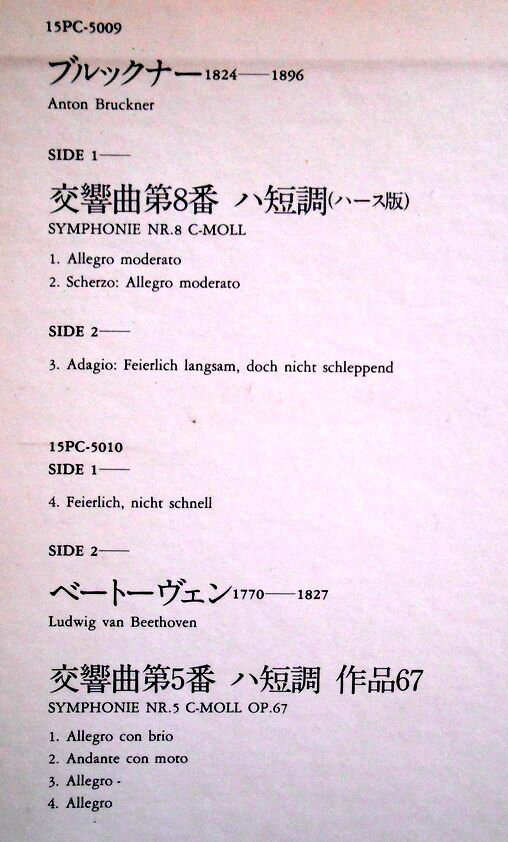 15PC-5009
ブルックナー1824——1896
Anton Bruckner
SIDE 1——
交響曲第8番 ハ短調(ハース版)
SYMPHONIE NR.8 C-MOLL
1. Allegro moderato
2. Scherzo: Allegro moderato
SIDE 2——
3. Adagio: Feierlich langsam, doch nicht schleppend
15PC-5010
SIDE 1——
4. Feierlich, nicht schnell
SIDE 2——
ベートーヴェン1770——1827
Ludwig van Beethoven
交響曲第5番 ハ短調 作品67
SYMPHONIE NR.5 C-MOLL OP.67
1. Allegro con brio
2. Andante con moto
3. Allegro -
4. Allegro